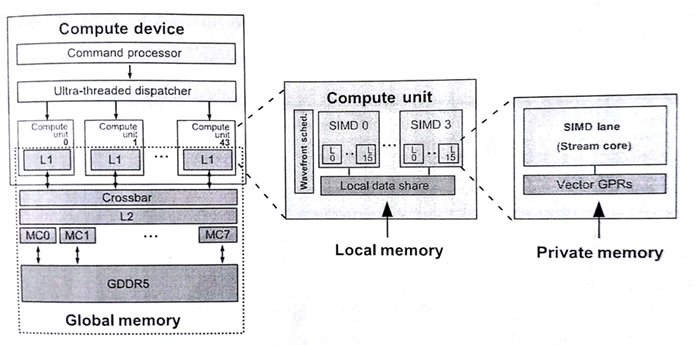 Compute device
Command processor
Ultra-threaded dispatcher
Compute
unit
0
L1
Compute
unit
1
L1
...
Compute
unit
43
L1
Crossbar
L2
MC0
MC1
...
MC7
GDDR5
Global memory
Compute unit
Wavefront sched.
SIMD 0
L
0
..
L
15
...
SIMD 3
L
0
..
L
15
Local data share
Local memory
SIMD lane
(Stream core)
Vector GPRs
Private memory